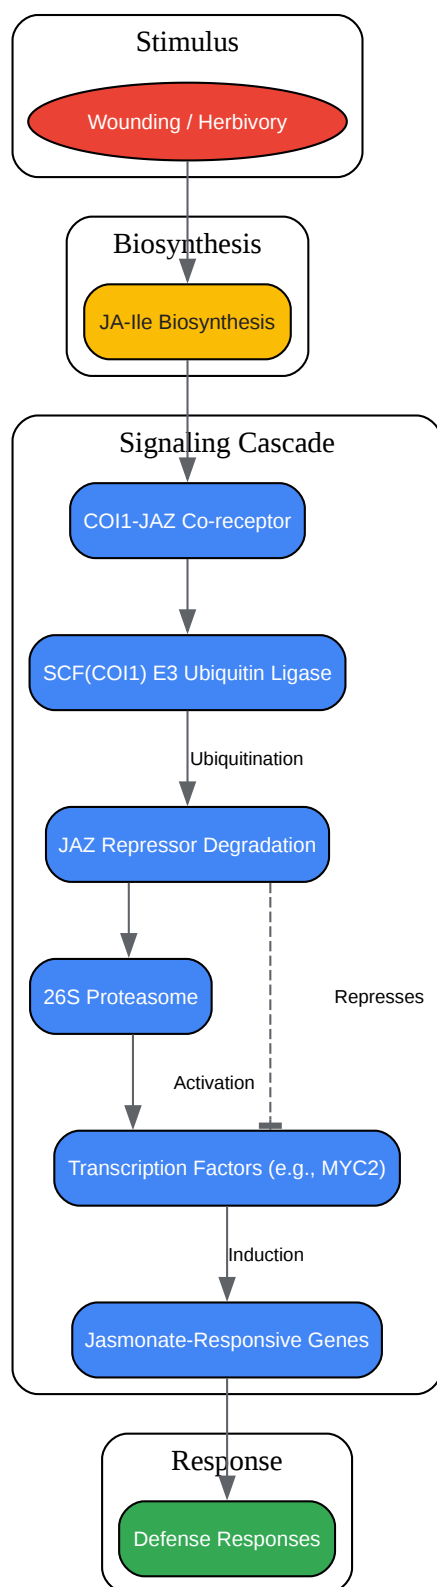 Stimulus
Wounding / Herbivory
Biosynthesis
JA-Ile Biosynthesis
Signaling Cascade
COI1-JAZ Co-receptor
SCF(COI1) E3 Ubiquitin Ligase
Ubiquitination
JAZ Repressor Degradation
26S Proteasome
Represses
Activation
Transcription Factors (e.g., MYC2)
Induction
Jasmonate-Responsive Genes
Response
Defense Responses